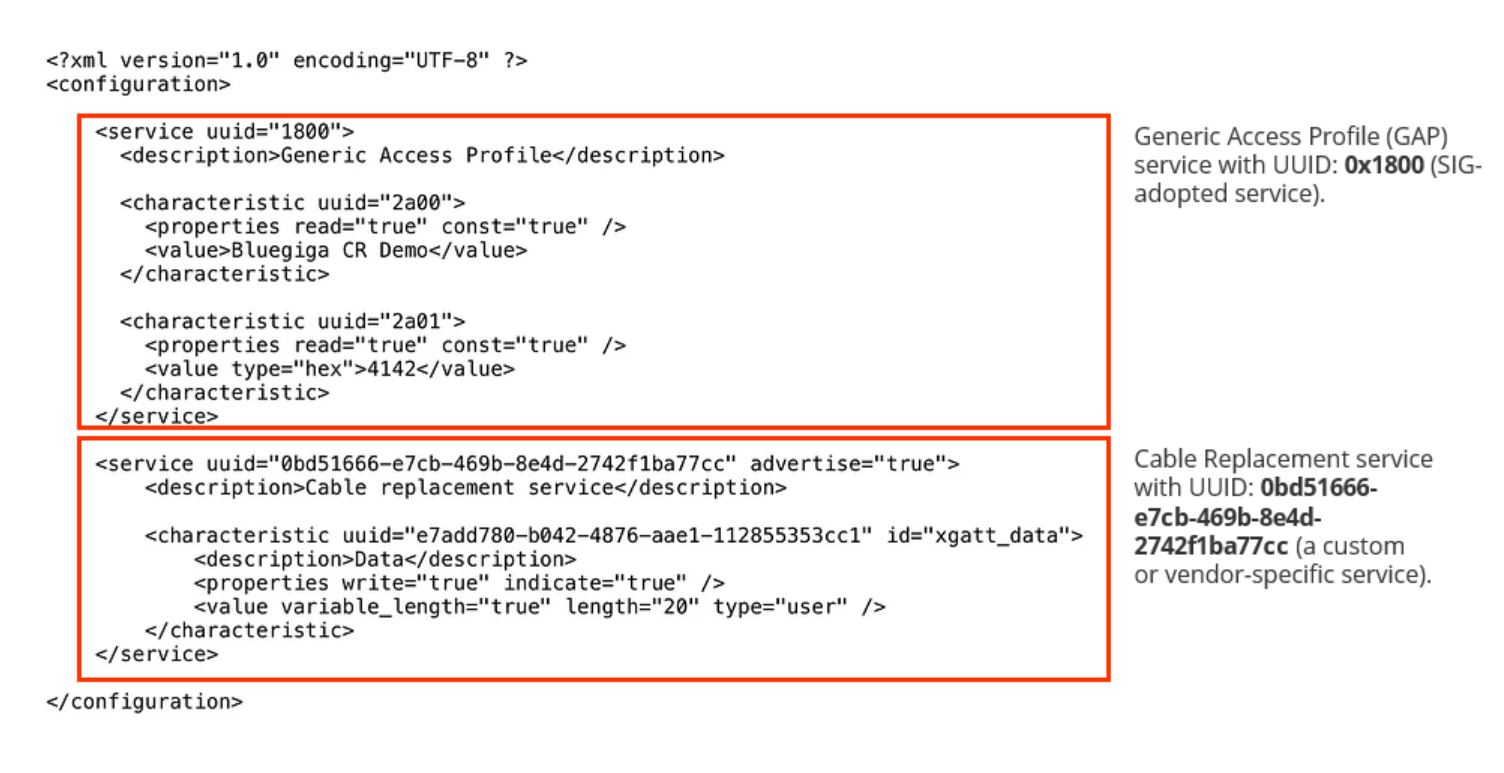 <?xml version="1.0" encoding="UTF-8" ?>
<configuration>
<service uuid="1800">
<description>Generic Access Profile</description>
<characteristic uuid="2a00">
<properties read="true" const="true" />
<value>Bluegiga CR Demo</value>
</characteristic>
<characteristic uuid="2a01">
<properties read="true" const="true" />
<value type="hex">4142</value>
</characteristic>
</service>
Generic Access Profile (GAP)
service with UUID: 0x1800 (SIG-
adopted service).
<service uuid="0bd51666-e7cb-469b-8e4d-2742f1ba77cc" advertise="true">
<description>Cable replacement service</description>
<characteristic uuid="e7add780-b042-4876-aae1-112855353cc1" id="xgatt_data">
<description>Data</description>
<properties write="true" indicate="true" />
<value variable_length="true" length="20" type="user" />
</characteristic>
</service>
Cable Replacement service
with UUID: 0bd51666-
e7cb-469b-8e4d-
2742f1ba77cc (a custom
or vendor-specific service).
</configuration>